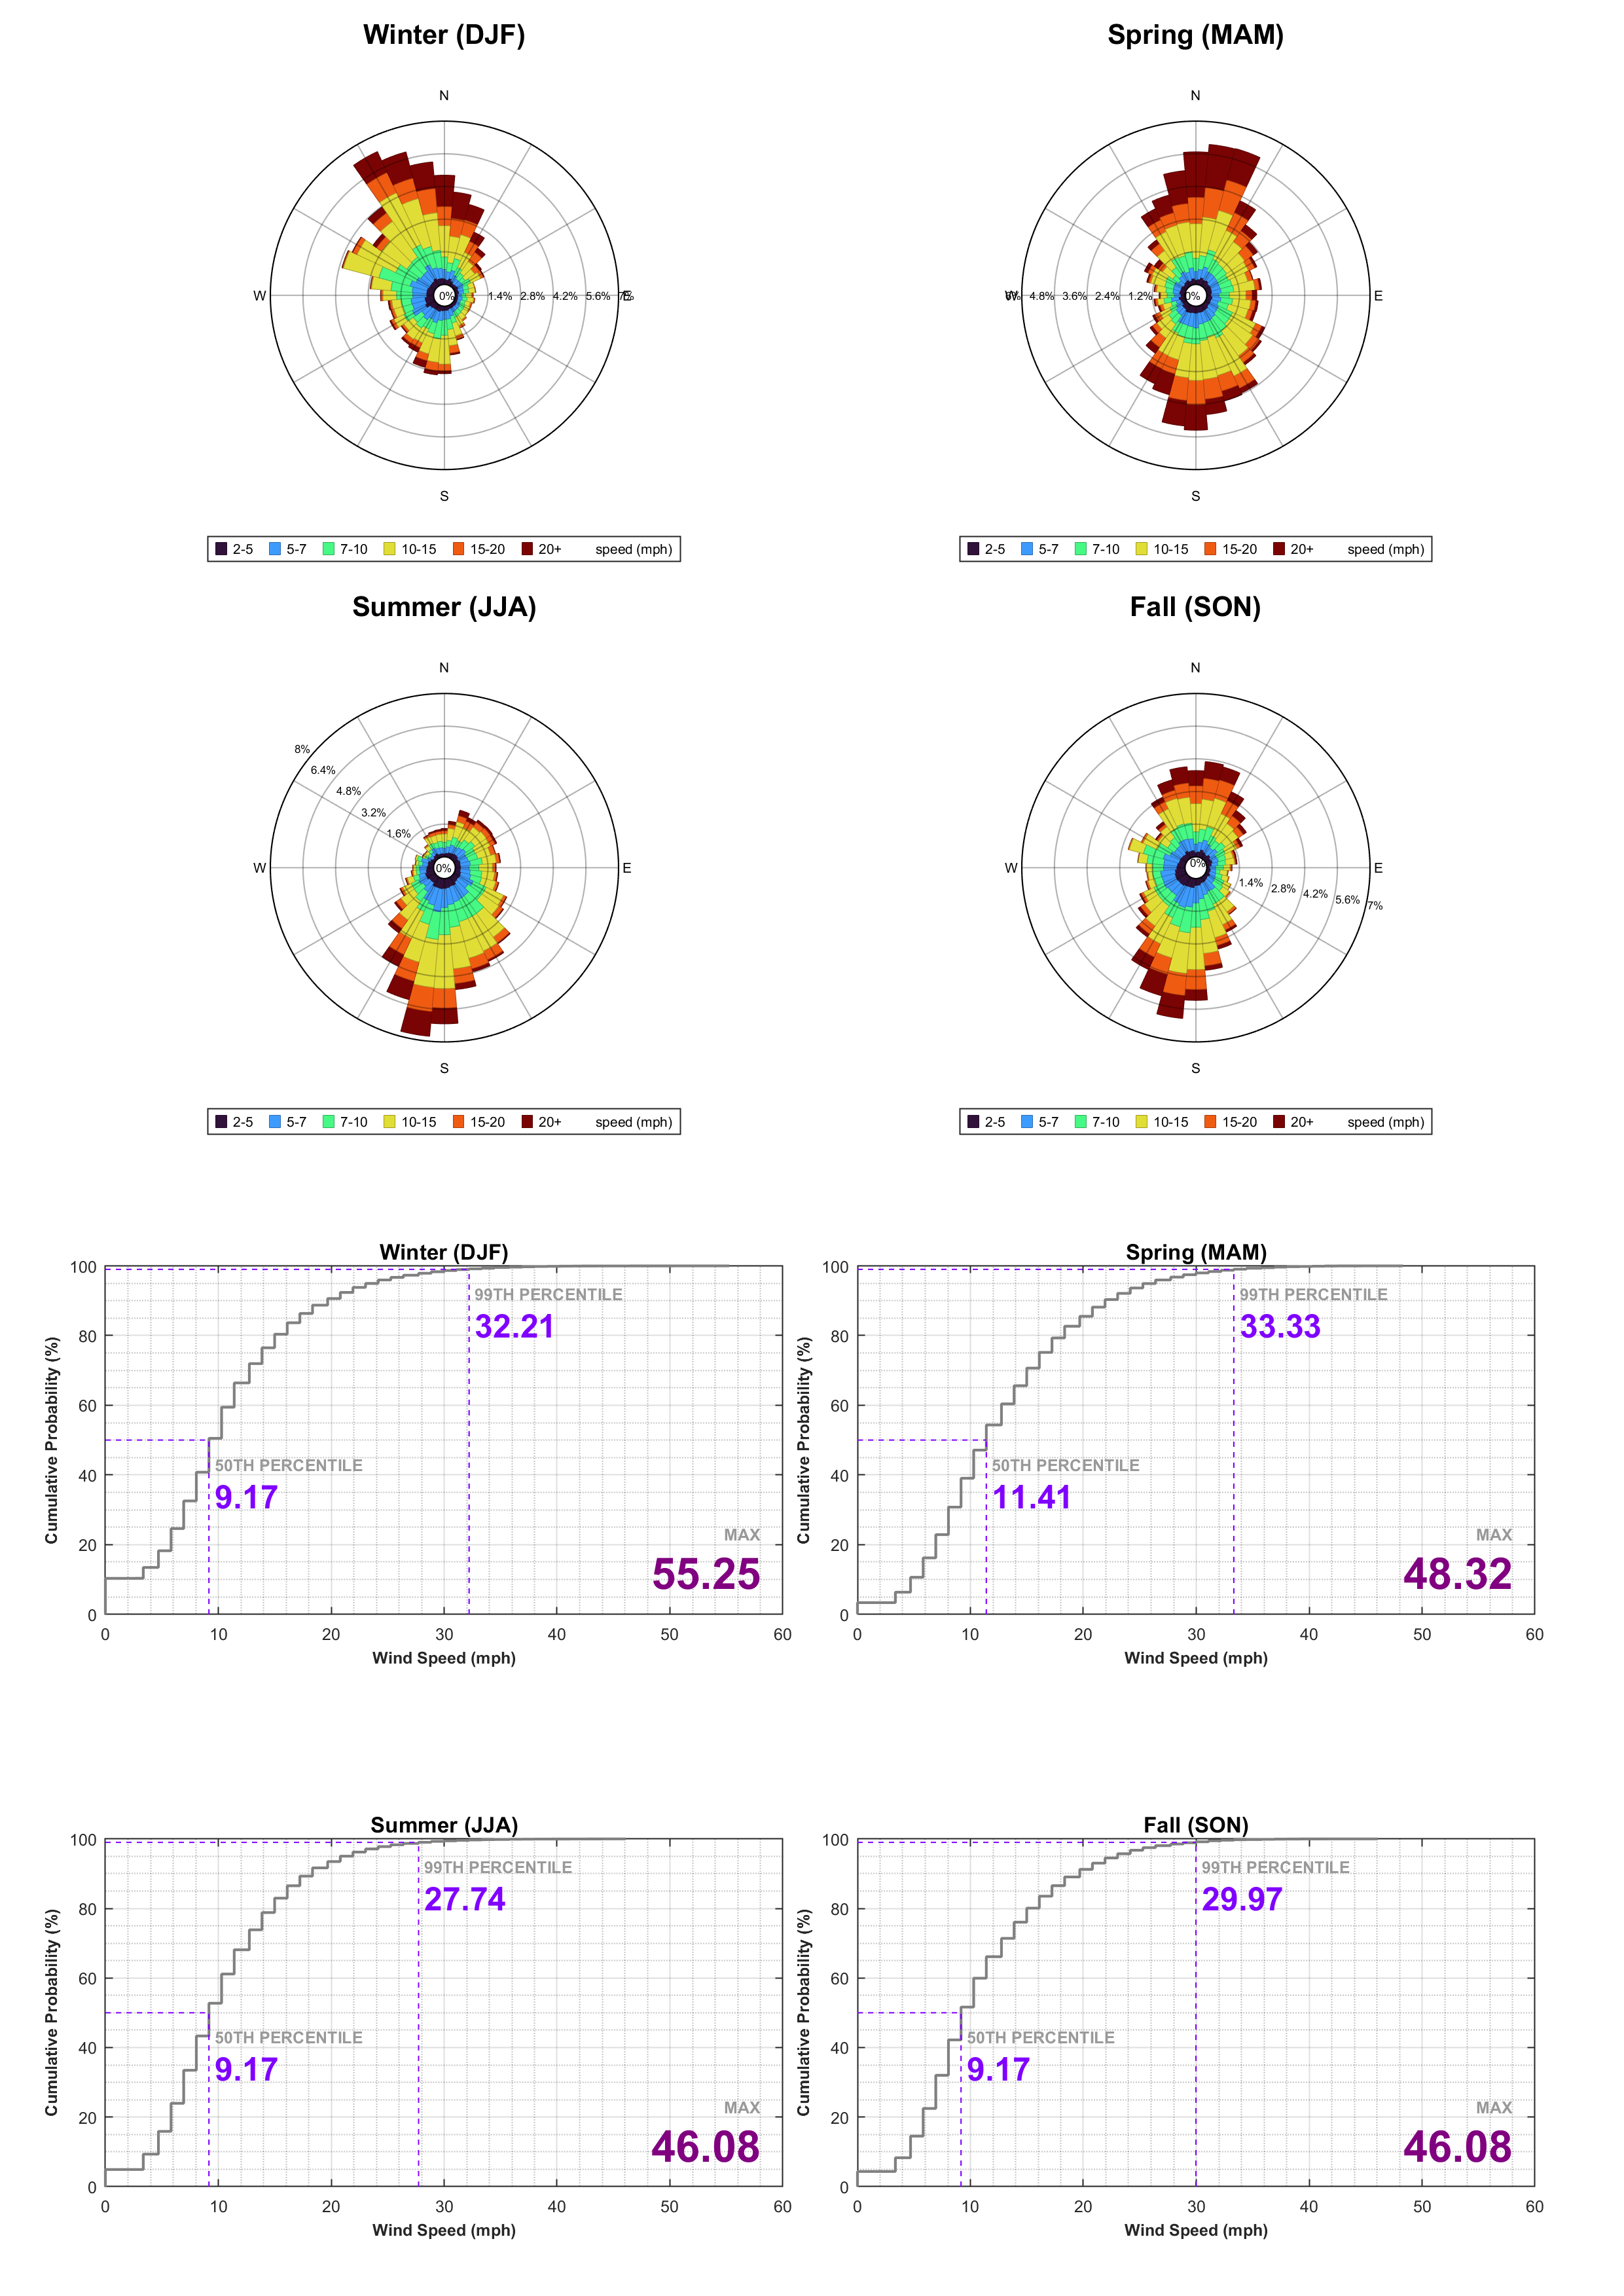 Winter (DJF)
N
W
0%
1.4%
2.8%
4.2%
5.6%
7%
E
S
2-5 5-7 7-10 10-15 15-20 20+ speed (mph)
Spring (MAM)
N
W
6%
4.8%
3.6%
2.4%
1.2%
0%
E
S
2-5 5-7 7-10 10-15 15-20 20+ speed (mph)
Summer (JJA)
N
8%
6.4%
4.8%
3.2%
1.6%
0%
W
E
S
2-5 5-7 7-10 10-15 15-20 20+ speed (mph)
Fall (SON)
N
W
0%
E
1.4%
2.8%
4.2%
5.6%
7%
S
2-5 5-7 7-10 10-15 15-20 20+ speed (mph)
Winter (DJF)
Cumulative Probability (%)
100
80
60
40
20
0
99TH PERCENTILE
32.21
50TH PERCENTILE
9.17
MAX
55.25
0 10 20 30 40 50 60
Wind Speed (mph)
Spring (MAM)
Cumulative Probability (%)
100
80
60
40
20
0
99TH PERCENTILE
33.33
50TH PERCENTILE
11.41
MAX
48.32
0 10 20 30 40 50 60
Wind Speed (mph)
Summer (JJA)
Cumulative Probability (%)
100
80
60
40
20
0
99TH PERCENTILE
27.74
50TH PERCENTILE
9.17
MAX
46.08
0 10 20 30 40 50 60
Wind Speed (mph)
Fall (SON)
Cumulative Probability (%)
100
80
60
40
20
0
99TH PERCENTILE
29.97
50TH PERCENTILE
9.17
MAX
46.08
0 10 20 30 40 50 60
Wind Speed (mph)